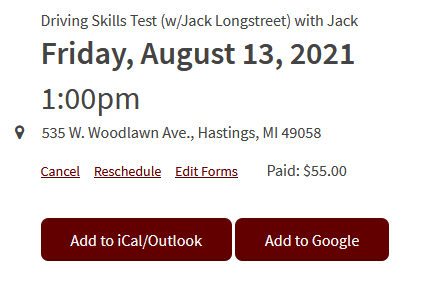 Driving Skills Test (w/Jack Longstreet) with Jack
Friday, August 13, 2021
1:00pm
535 W. Woodlawn Ave., Hastings, MI 49058
Cancel Reschedule Edit Forms Paid: $55.00
Add to iCal/Outlook Add to Google